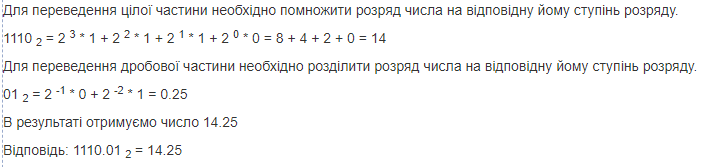 Для переведення цілої частини необхідно помножити розряд числа на відповідну йому ступінь розряду.
1110 2 = 2 3 * 1 + 2 2 * 1 + 2 1 * 1 + 2 0 * 0 = 8 + 4 + 2 + 0 = 14
Для переведення дробової частини необхідно розділити розряд числа на відповідну йому ступінь розряду.
01 2 = 2 -1 * 0 + 2 -2 * 1 = 0.25
В результаті отримуємо число 14.25
Відповідь: 1110.01 2 = 14.25